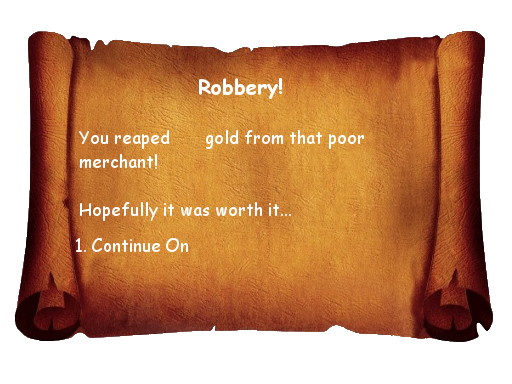 Robbery!
You reaped gold from that poor
merchant!
Hopefully it was worth it...
1. Continue On